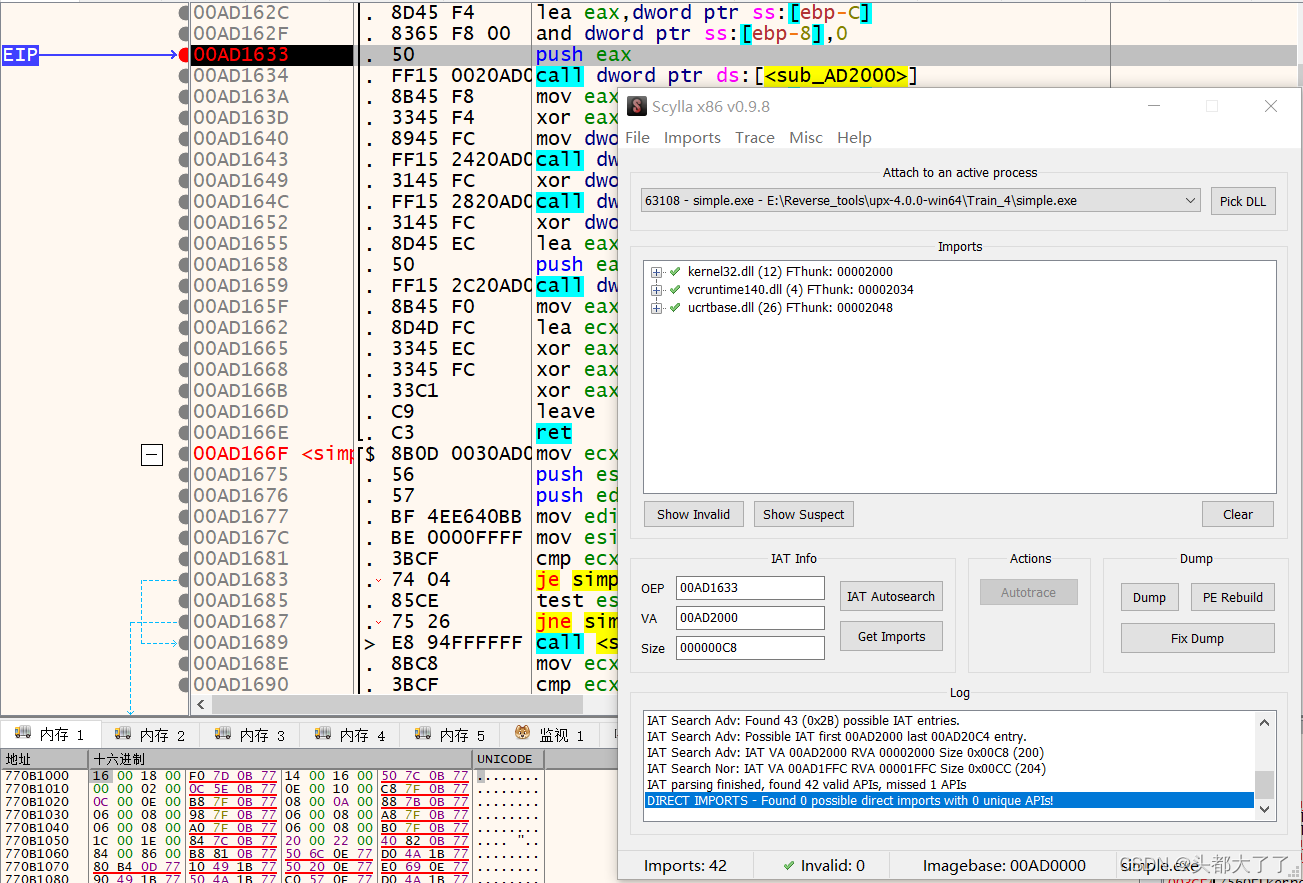 00AD162C . 8D45 F4 lea eax,dword ptr ss:[ebp-C]
00AD162F . 8365 F8 00 and dword ptr ss:[ebp-8],0
EIP 00AD1633 . 50 push eax
00AD1634 . FF15 0020AD0 call dword ptr ds:[<sub_AD2000>]
00AD163A . 8B45 F8 mov eax
00AD163D . 3345 F4 xor eax
00AD1640 . 8945 FC mov dwo
00AD1643 . FF15 2420AD0 call dw
00AD1649 . 3145 FC xor dwo
00AD164C . FF15 2820AD0 call dw
00AD1652 . 3145 FC xor dwo
00AD1655 . 8D45 EC lea eax
00AD1658 . 50 push ea
00AD1659 . FF15 2C20AD0 call dw
00AD165F . 8B45 F0 mov eax
00AD1662 . 8D4D FC lea ecx
00AD1665 . 3345 EC xor eax
00AD1668 . 3345 FC xor eax
00AD166B . 33C1 xor eax
00AD166D . C9 leave
00AD166E . C3 ret
00AD166F <simp $ 8B0D 0030AD0 mov ecx
00AD1675 . 56 push es
00AD1676 . 57 push ed
00AD1677 . BF 4EE640BB mov edi
00AD167C . BE 0000FFFF mov esi
00AD1681 . 3BCF cmp ecx
00AD1683 . 74 04 je simp
00AD1685 . 85CE test es
00AD1687 . 75 26 jne sim
00AD1689 > E8 94FFFFFF call <s
00AD168E . 8BC8 mov ecx
00AD1690 . 3BCF cmp ecx
内存 1 内存 2 内存 3 内存 4 内存 5 监视 1
地址 十六进制 UNICODE
770B1000 16 00 18 00 F0 7D 0B 77 14 00 16 00 50 7C 0B 77 ........
770B1010 00 00 02 00 0C 5E 0B 77 0E 00 10 00 C8 7F 0B 77 ........
770B1020 0C 00 0E 00 B8 7F 0B 77 08 00 0A 00 88 7B 0B 77 ........
770B1030 06 00 08 00 98 7F 0B 77 06 00 08 00 A8 7F 0B 77 ........
770B1040 06 00 08 00 A0 7F 0B 77 06 00 08 00 B0 7F 0B 77 ........
770B1050 1C 00 1E 00 84 7C 0B 77 20 00 22 00 40 82 0B 77 .... "..
770B1060 84 00 86 00 B8 81 0B 77 50 6C 0E 77 D0 4A 1B 77 ........
770B1070 80 B4 0D 77 10 49 1B 77 50 20 0E 77 E0 69 0E 77 ........
770B1080 90 49 1B 77 50 4A 1B 77 C0 57 0E 77 D0 4A 1B 77
Scylla x86 v0.9.8
File Imports Trace Misc Help
Attach to an active process
63108 - simple.exe - E:\Reverse_tools\upx-4.0.0-win64\Train_4\simple.exe Pick DLL
Imports
kernel32.dll (12) FThunk: 00002000
vcruntime140.dll (4) FThunk: 00002034
ucrtbase.dll (26) FThunk: 00002048
Show Invalid Show Suspect Clear
IAT Info Actions Dump
OEP 00AD1633 IAT Autosearch Autotrace Dump PE Rebuild
VA 00AD2000
Size 000000C8 Get Imports Fix Dump
Log
IAT Search Adv: Found 43 (0x2B) possible IAT entries.
IAT Search Adv: Possible IAT first 00AD2000 last 00AD20C4 entry.
IAT Search Adv: IAT VA 00AD2000 RVA 00002000 Size 0x00C8 (200)
IAT Search Nor: IAT VA 00AD1FFC RVA 00001FFC Size 0x00CC (204)
IAT parsing finished, found 42 valid APIs, missed 1 APIs
DIRECT IMPORTS - Found 0 possible direct imports with 0 unique APIs!
Imports: 42 Invalid: 0 Imagebase: 00AD0000 simple.exe
CSDN @头都大了了